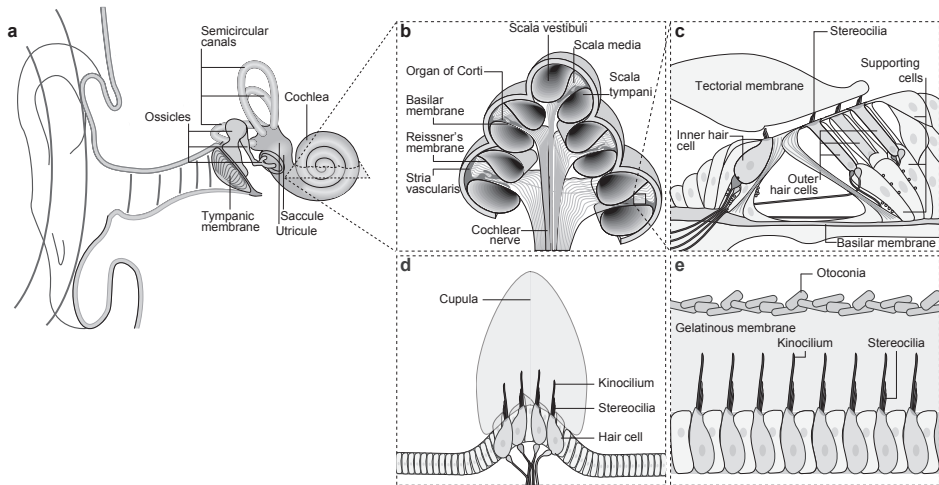 a
Semicircular
canals
Cochlea
Ossicles
Tympanic
membrane
Saccule
Utricule
b
Scala vestibuli
Scala media
Organ of Corti
Scala
tympani
Basilar
membrane
Reissner's
membrane
Stria
vascularis
Cochlear
nerve
c
Stereocilia
Supporting
cells
Tectorial membrane
Inner hair
cell
Outer
hair cells
Basilar membrane
d
Cupula
Kinocilium
Stereocilia
Hair cell
e
Otoconia
Gelatinous membrane
Kinocilium
Stereocilia